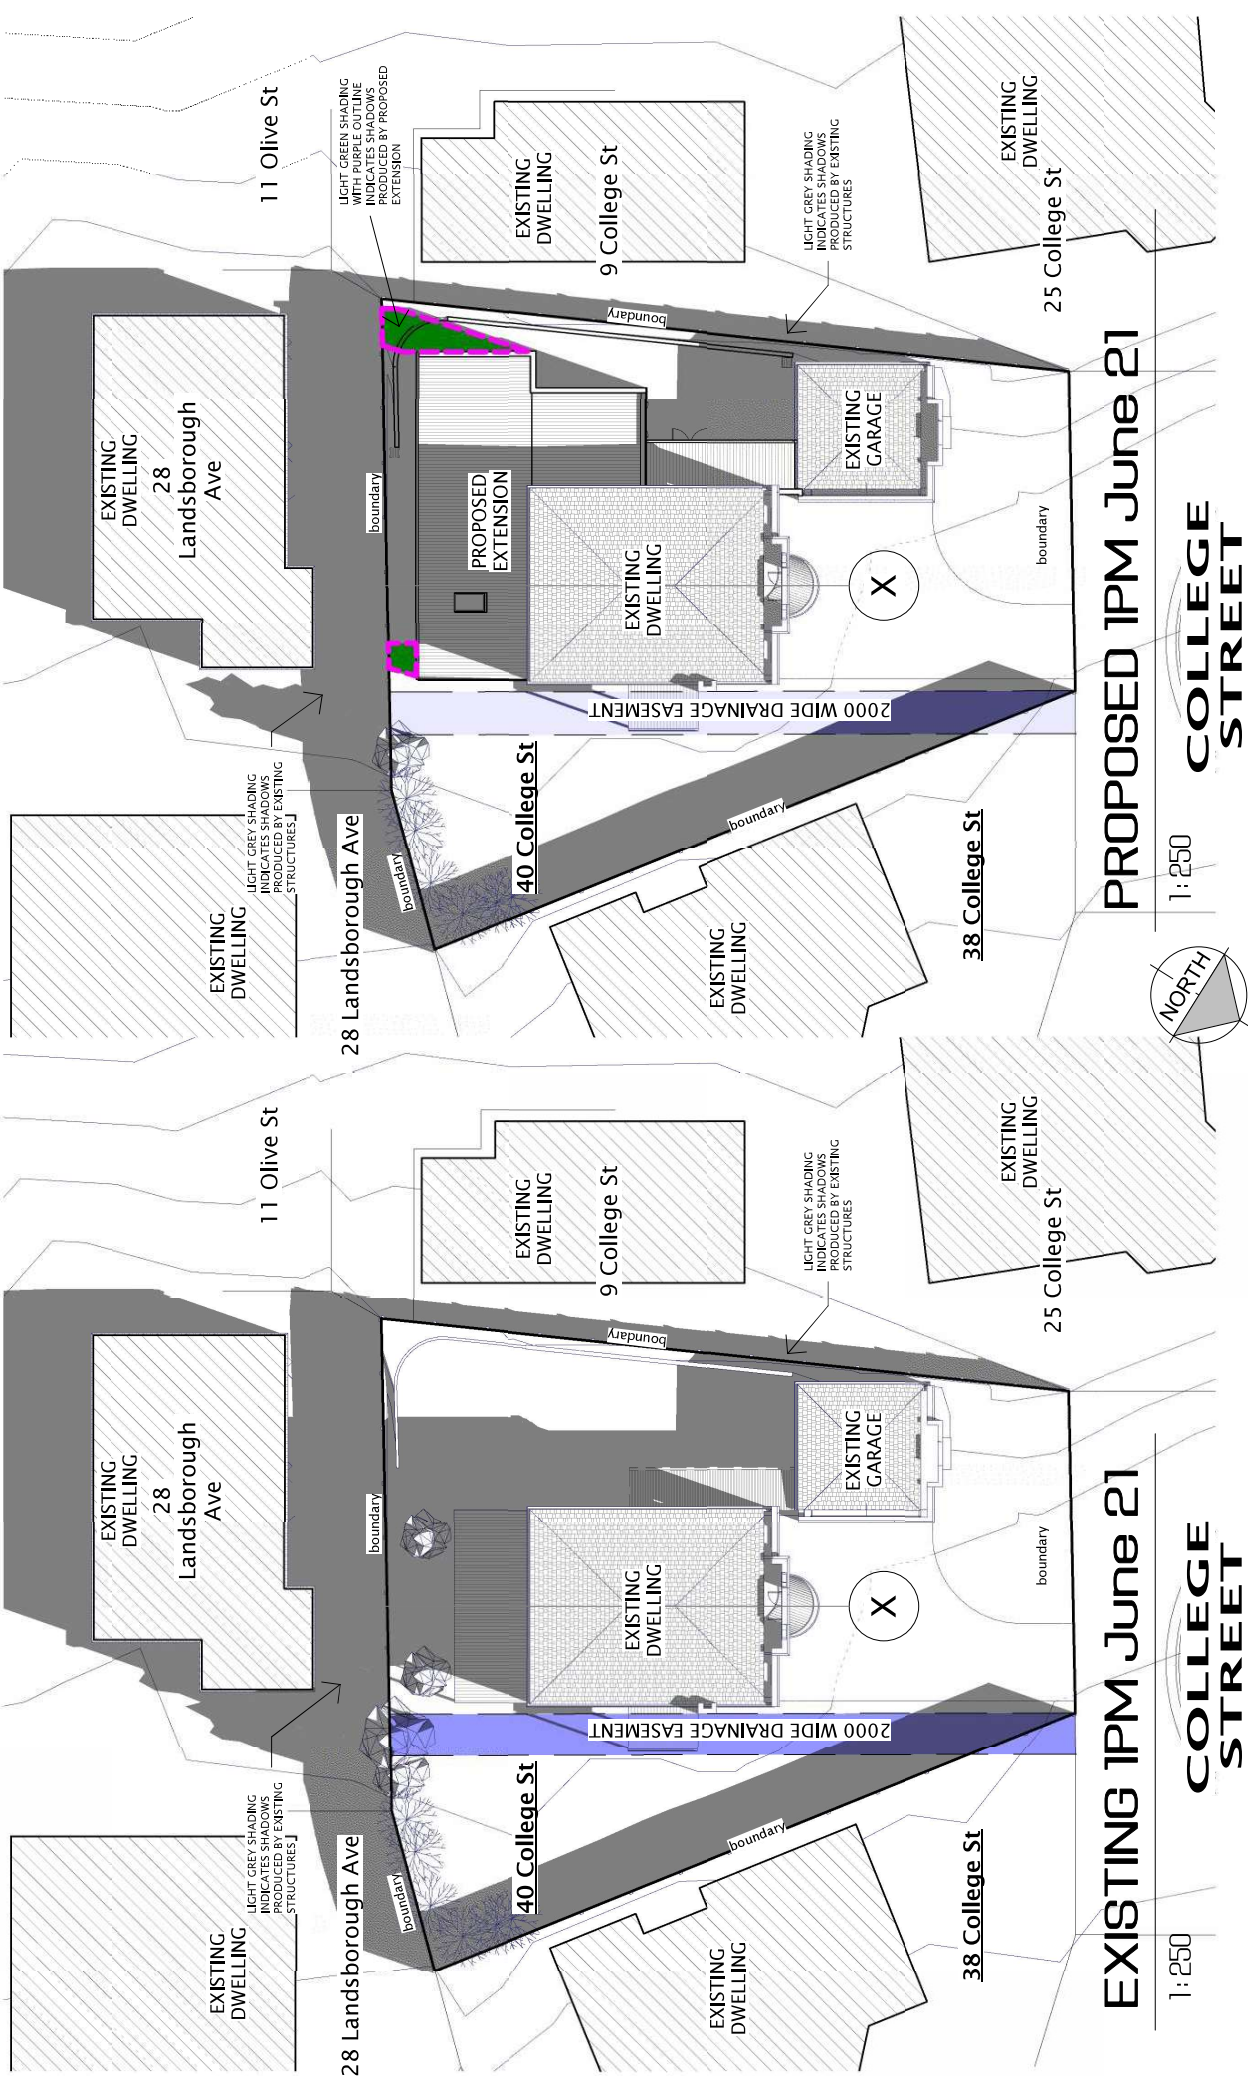 11 Olive St
LIGHT GREEN SHADING
WITH PURPLE OUTLINE
INDICATES SHADOWS
PRODUCED BY PROPOSED
EXTENSION
EXISTING
DWELLING
9 College St
LIGHT GREY SHADING
INDICATES SHADOWS
PRODUCED BY EXISTING
STRUCTURES
EXISTING
DWELLING
25 College St
EXISTING
DWELLING
28
Landsborough
Ave
boundary
boundary
PROPOSED
EXTENSION
EXISTING
DWELLING
EXISTING
GARAGE
X
boundary
2000 WIDE DRAINAGE EASEMENT
LIGHT GREY SHADING
INDICATES SHADOWS
PRODUCED BY EXISTING
STRUCTURES
28 Landsborough Ave
boundary
40 College St
boundary
EXISTING
DWELLING
EXISTING
DWELLING
38 College St
PROPOSED 1PM June 21
1:250
COLLEGE
STREET
NORTH
11 Olive St
EXISTING
DWELLING
9 College St
LIGHT GREY SHADING
INDICATES SHADOWS
PRODUCED BY EXISTING
STRUCTURES
EXISTING
DWELLING
25 College St
EXISTING
DWELLING
28
Landsborough
Ave
boundary
boundary
EXISTING
DWELLING
EXISTING
GARAGE
X
boundary
2000 WIDE DRAINAGE EASEMENT
LIGHT GREY SHADING
INDICATES SHADOWS
PRODUCED BY EXISTING
STRUCTURES
28 Landsborough Ave
boundary
40 College St
boundary
EXISTING
DWELLING
EXISTING
DWELLING
38 College St
EXISTING 1PM June 21
1:250
COLLEGE
STREET